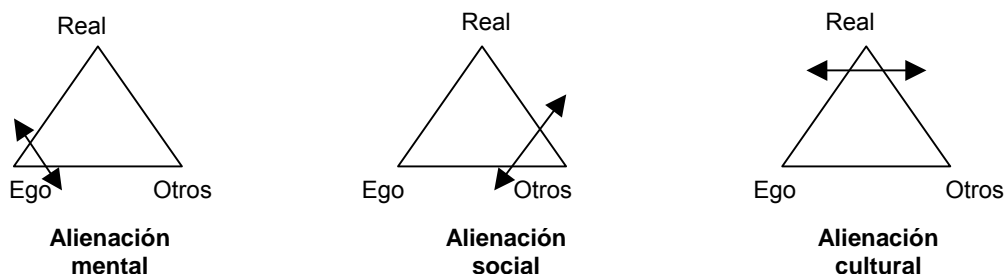 Real
Real
Real
Ego
Otros
Ego
Otros
Ego
Otros
Alienación
mental
Alienación
social
Alienación
cultural